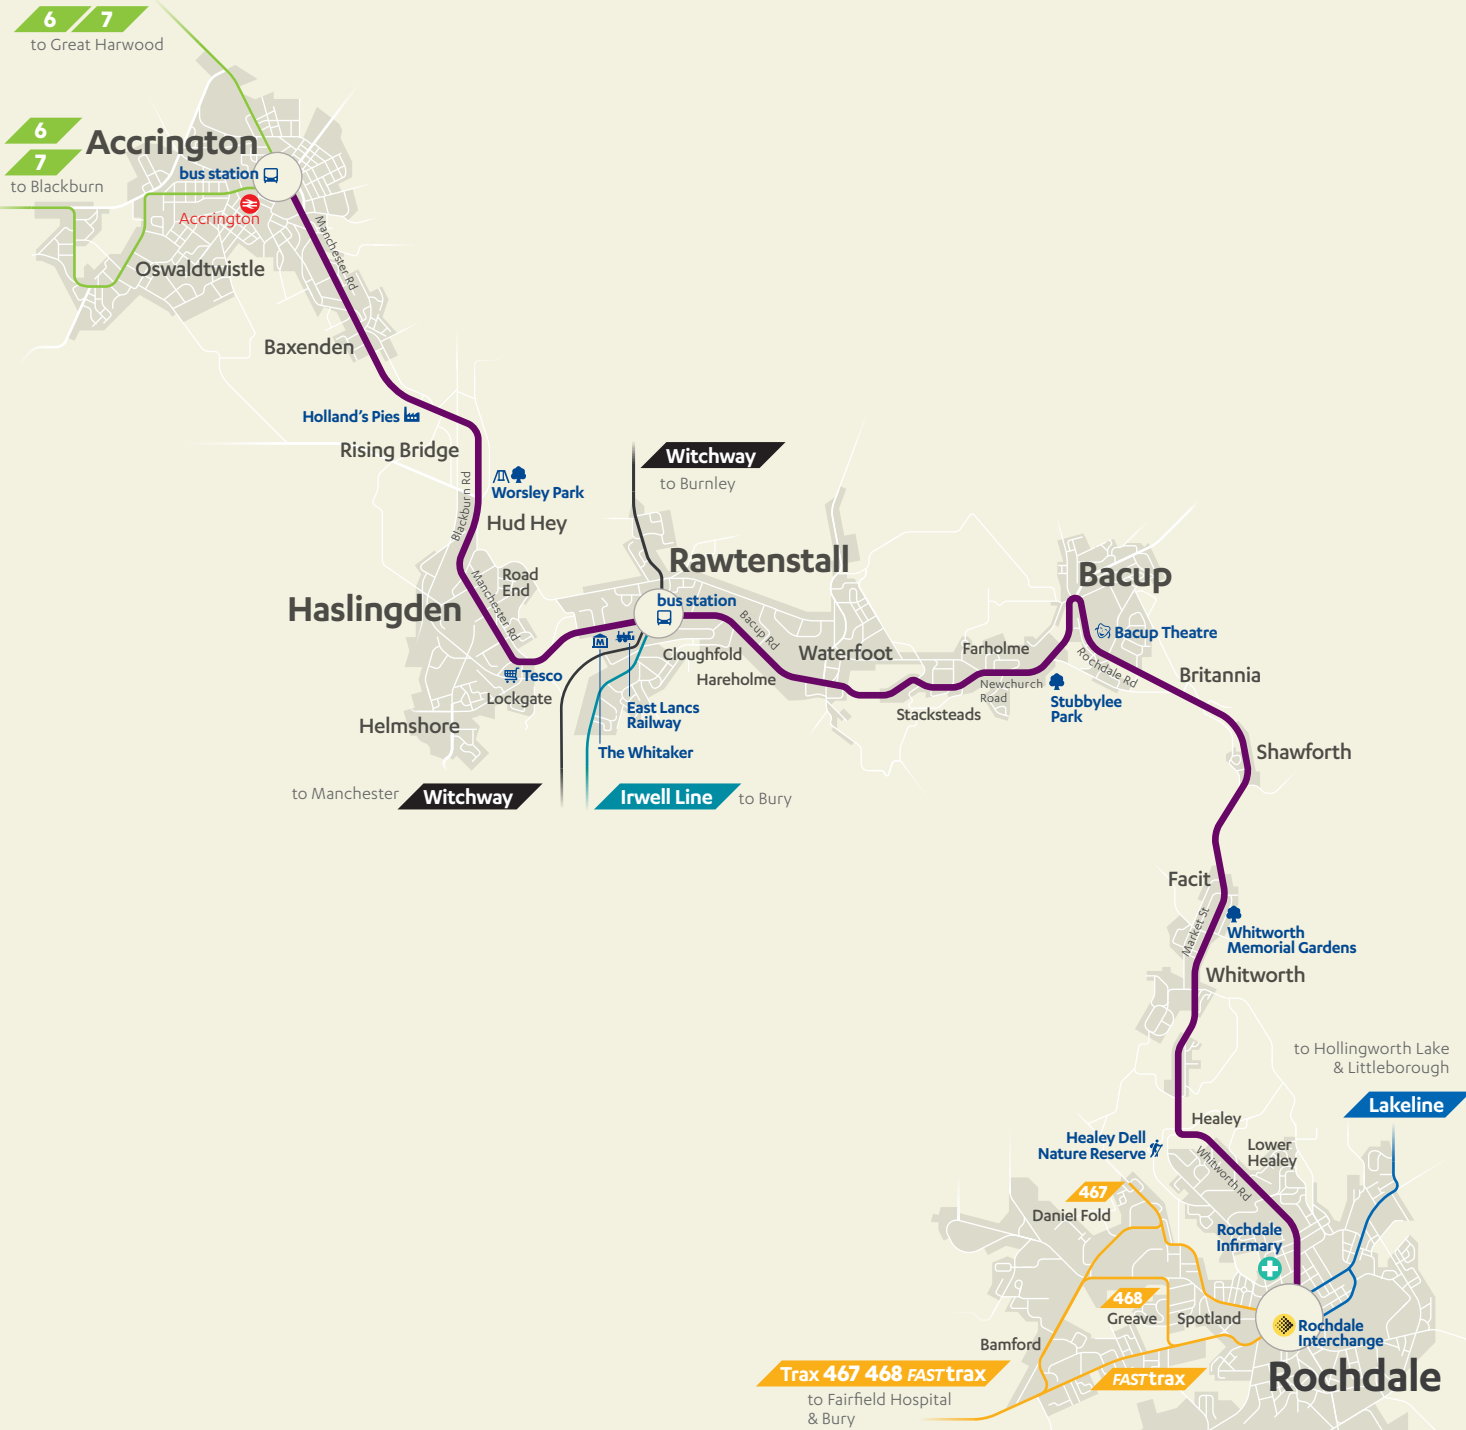 6
7
to Great Harwood
6
7
to Blackburn
Accrington
bus station
Accrington
Manchester Rd
Oswaldtwistle
Baxenden
Holland's Pies
Rising Bridge
Blackburn Rd
Worsley Park
Hud Hey
Witchway
to Burnley
Road
End
Manchester Rd
Haslingden
Rawtenstall
bus station
Bacup Rd
Tesco
Lockgate
Helmshore
Cloughfold
Hareholme
Waterfoot
East Lancs
Railway
The Whitaker
to Manchester
Witchway
Irwell Line
to Bury
Farholme
Newchurch
Road
Stacksteads
Stubbylee
Park
Bacup
Bacup Theatre
Rochdale Rd
Britannia
Shawforth
Facit
Market St
Whitworth
Memorial Gardens
Whitworth
to Hollingworth Lake
& Littleborough
Lakeline
Healey
Healey Dell
Nature Reserve
Lower
Healey
Whitworth Rd
467
Daniel Fold
Rochdale
Infirmary
468
Greave
Spotland
Bamford
Rochdale
Interchange
Rochdale
Trax 467 468 FASTtrax
to Fairfield Hospital
& Bury
FASTtrax